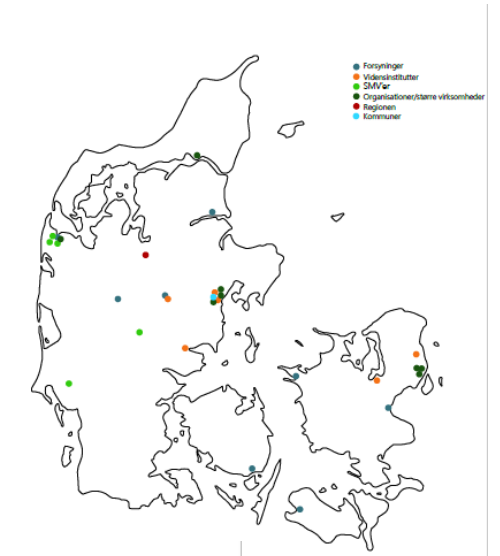 Forsyninger
Vidensinstitutter
SMV'er
Organisationer/større virksomheder
Regionen
Kommuner